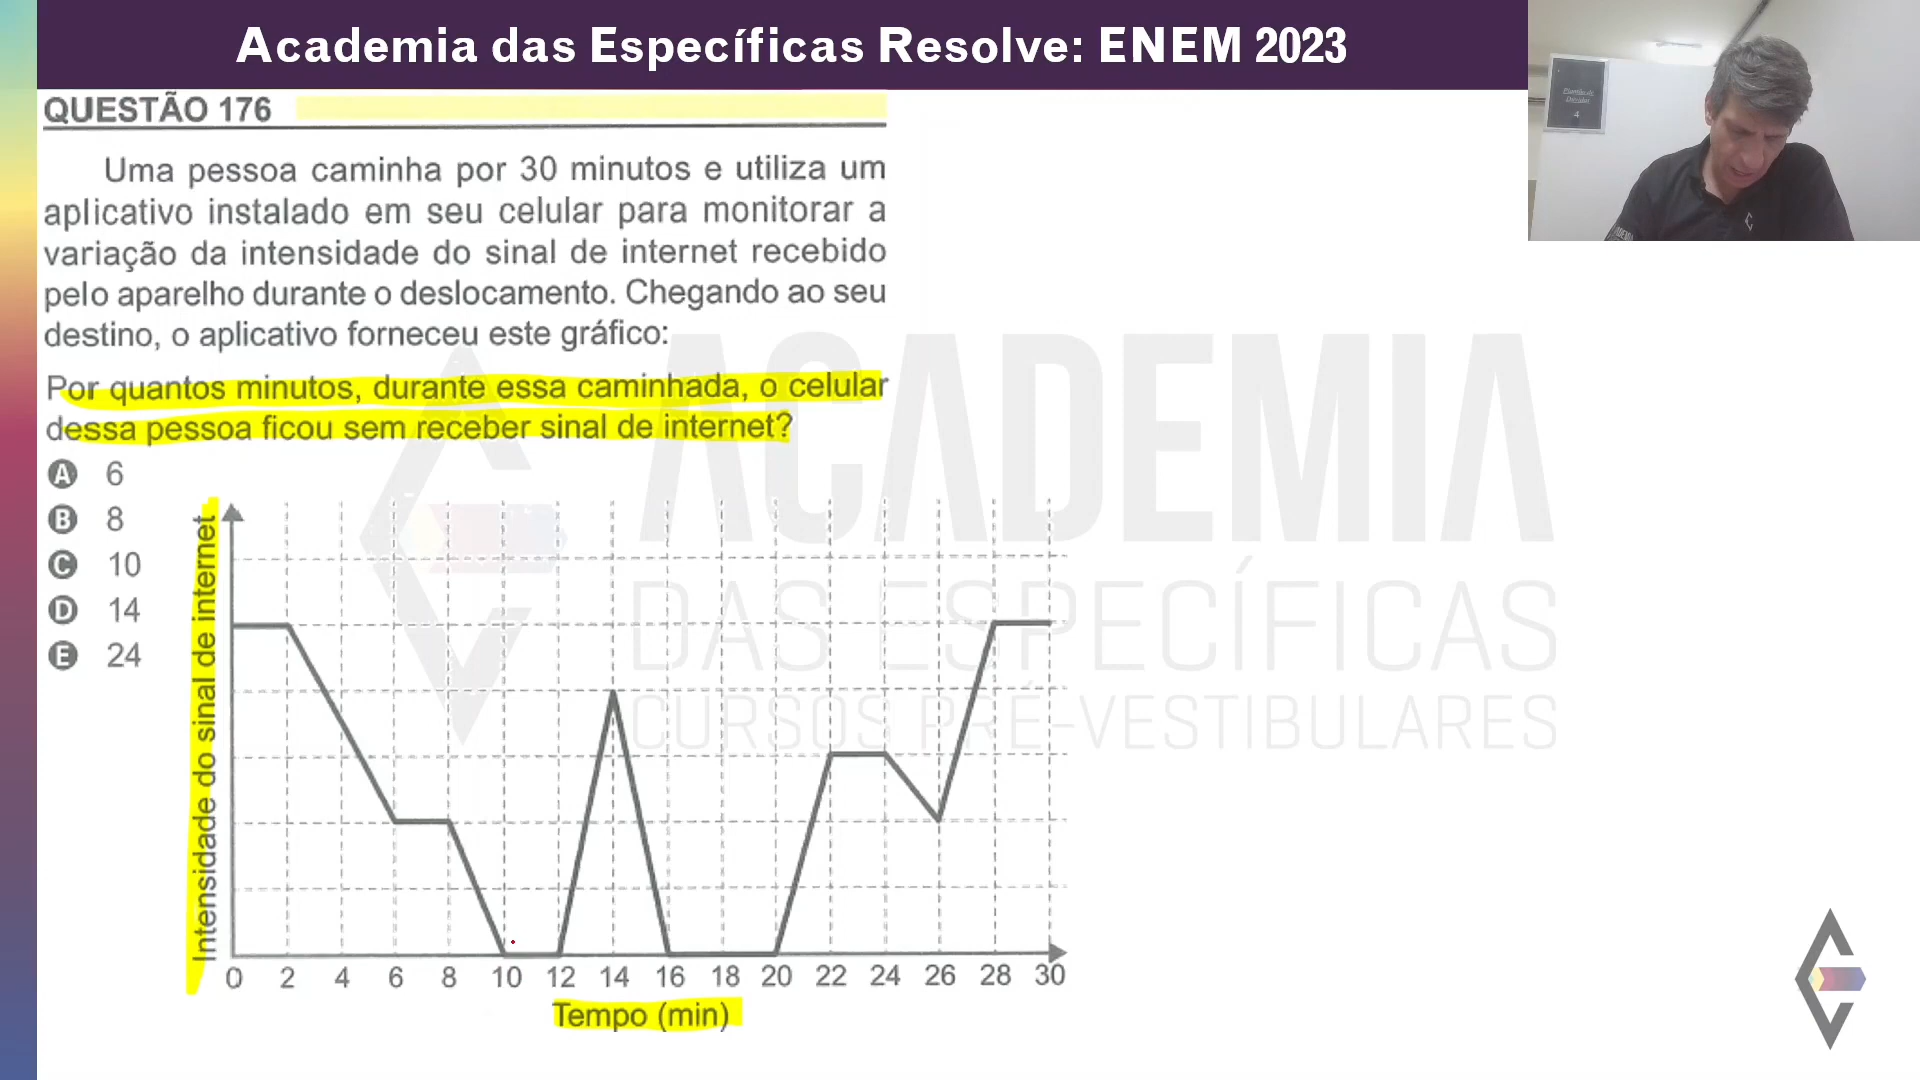 Academia das Específicas Resolve: ENEM 2023
QUESTÃO 176
Uma pessoa caminha por 30 minutos e utiliza um
aplicativo instalado em seu celular para monitorar a
variação da intensidade do sinal de internet recebido
pelo aparelho durante o deslocamento. Chegando ao seu
destino, o aplicativo forneceu este gráfico:
Por quantos minutos, durante essa caminhada, o celular
dessa pessoa ficou sem receber sinal de internet?
A 6
B 8
C 10
D 14
E 24
Intensidade do sinal de internet
0 2 4 6 8 10 12 14 16 18 20 22 24 26 28 30
Tempo (min)
ACADEMIA
DAS ESPECÍFICAS
CURSOS PRÉ-VESTIBULARES
Plantão de
Dúvidas
4